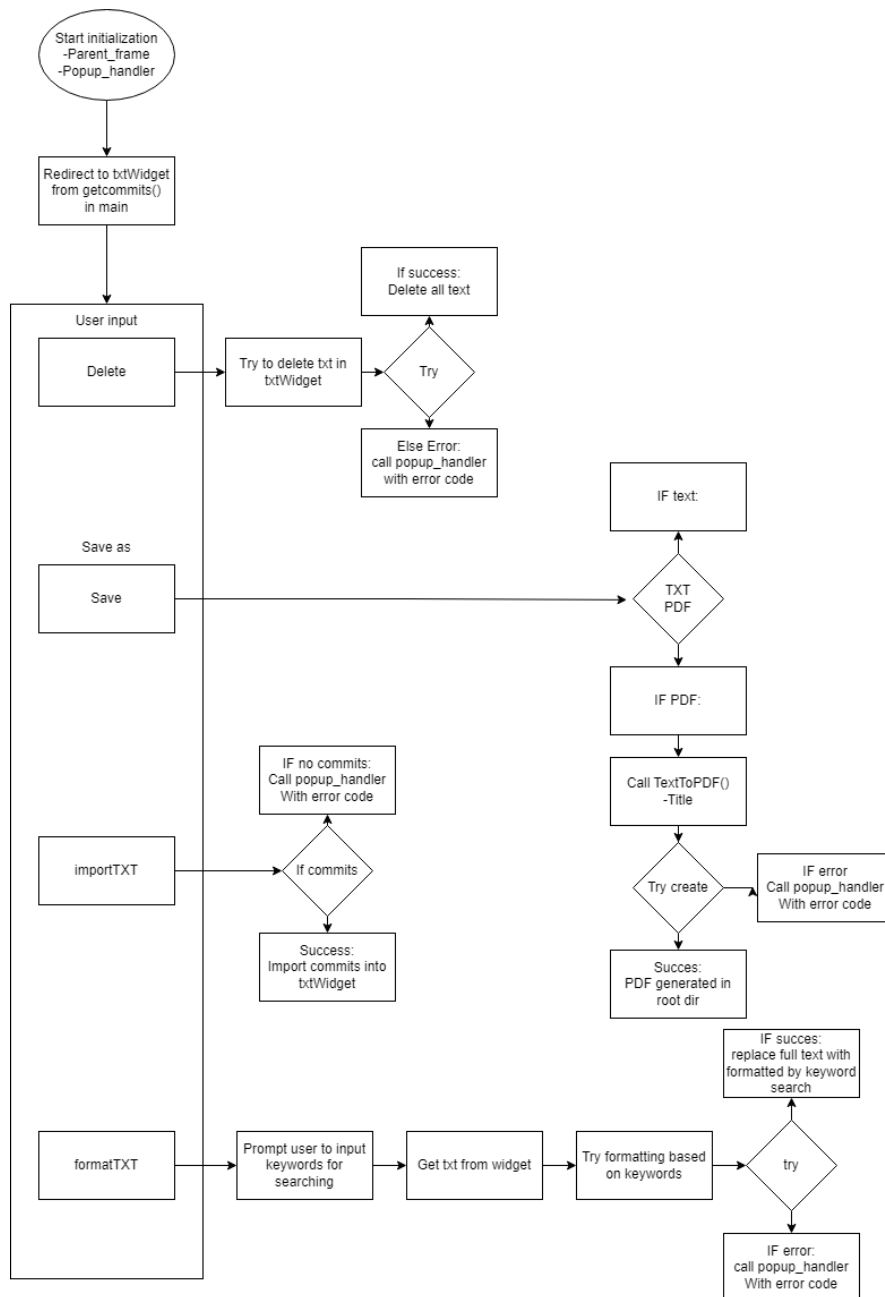 Start initialization
-Parent_frame
-Popup_handler
Redirect to txtWidget
from getcommits()
in main
User input
Delete
Try to delete txt in
txtWidget
If success:
Delete all text
Try
Else Error:
call popup_handler
with error code
Save as
Save
IF text:
TXT
PDF
IF PDF:
Call TextToPDF()
-Title
Try create
IF error
Call popup_handler
With error code
Succes:
PDF generated in
root dir
importTXT
IF no commits:
Call popup_handler
With error code
If commits
Success:
Import commits into
txtWidget
formatTXT
Prompt user to input
keywords for
searching
Get txt from widget
Try formatting based
on keywords
IF succes:
replace full text with
formatted by keyword
search
try
IF error:
call popup_handler
With error code